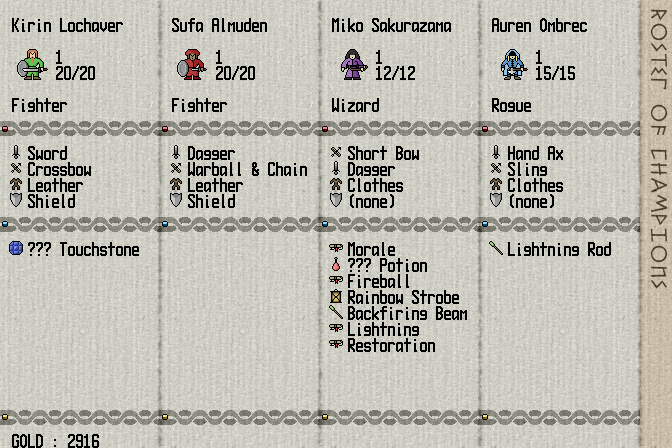 Kirin Lochaver
1
20/20
Fighter
Sword
Crossbow
Leather
Shield
??? Touchstone
Sufa Almuden
1
20/20
Fighter
Dagger
Warball & Chain
Leather
Shield
Miko Sakurazama
1
12/12
Wizard
Short Bow
Dagger
Clothes
(none)
Morale
??? Potion
Fireball
Rainbow Strobe
Backfiring Beam
Lightning
Restoration
Auren Ombrec
1
15/15
Rogue
Hand Ax
Sling
Clothes
(none)
Lightning Rod
GOLD : 2916
ROSTER OF CHAMPIONS